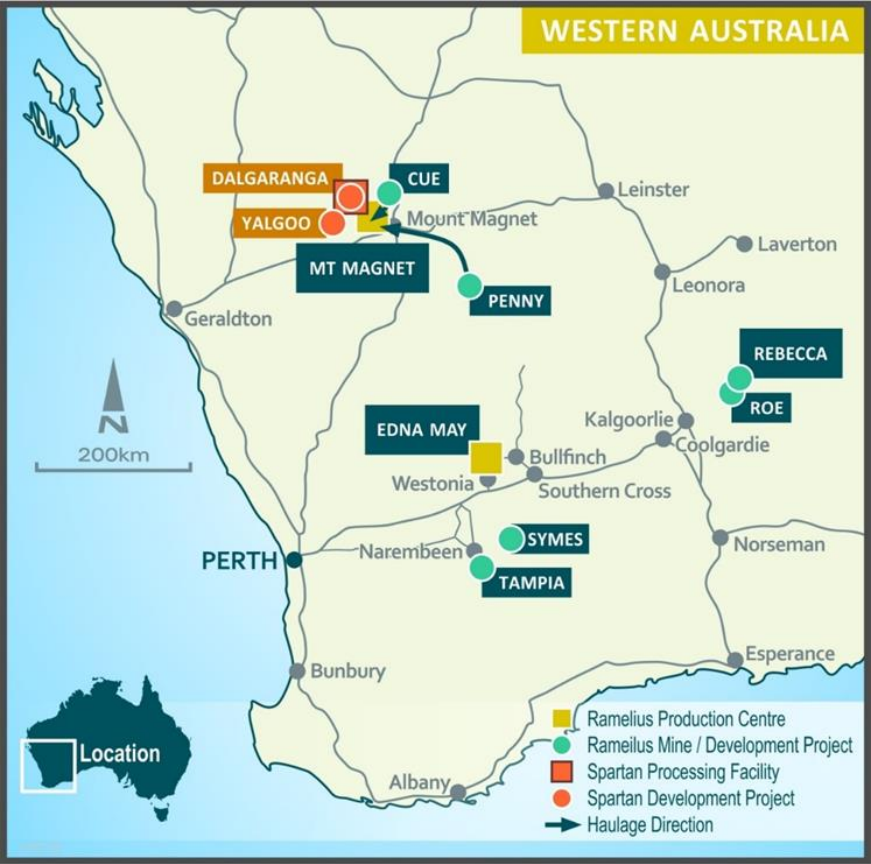 WESTERN AUSTRALIA
DALGARANGA
CUE
Leinster
YALGOO
Mount Magnet
Laverton
MT MAGNET
Leonora
PENNY
Geraldton
REBECCA
ROE
N
200km
EDNA MAY
Kalgoorlie
Coolgardie
Bullfinch
Westonia
Southern Cross
SYMES
Narembeen
Norseman
PERTH
TAMPIA
Esperance
Bunbury
Location
Albany
Ramelius Production Centre
Rameilus Mine / Development Project
Spartan Processing Facility
Spartan Development Project
Haulage Direction